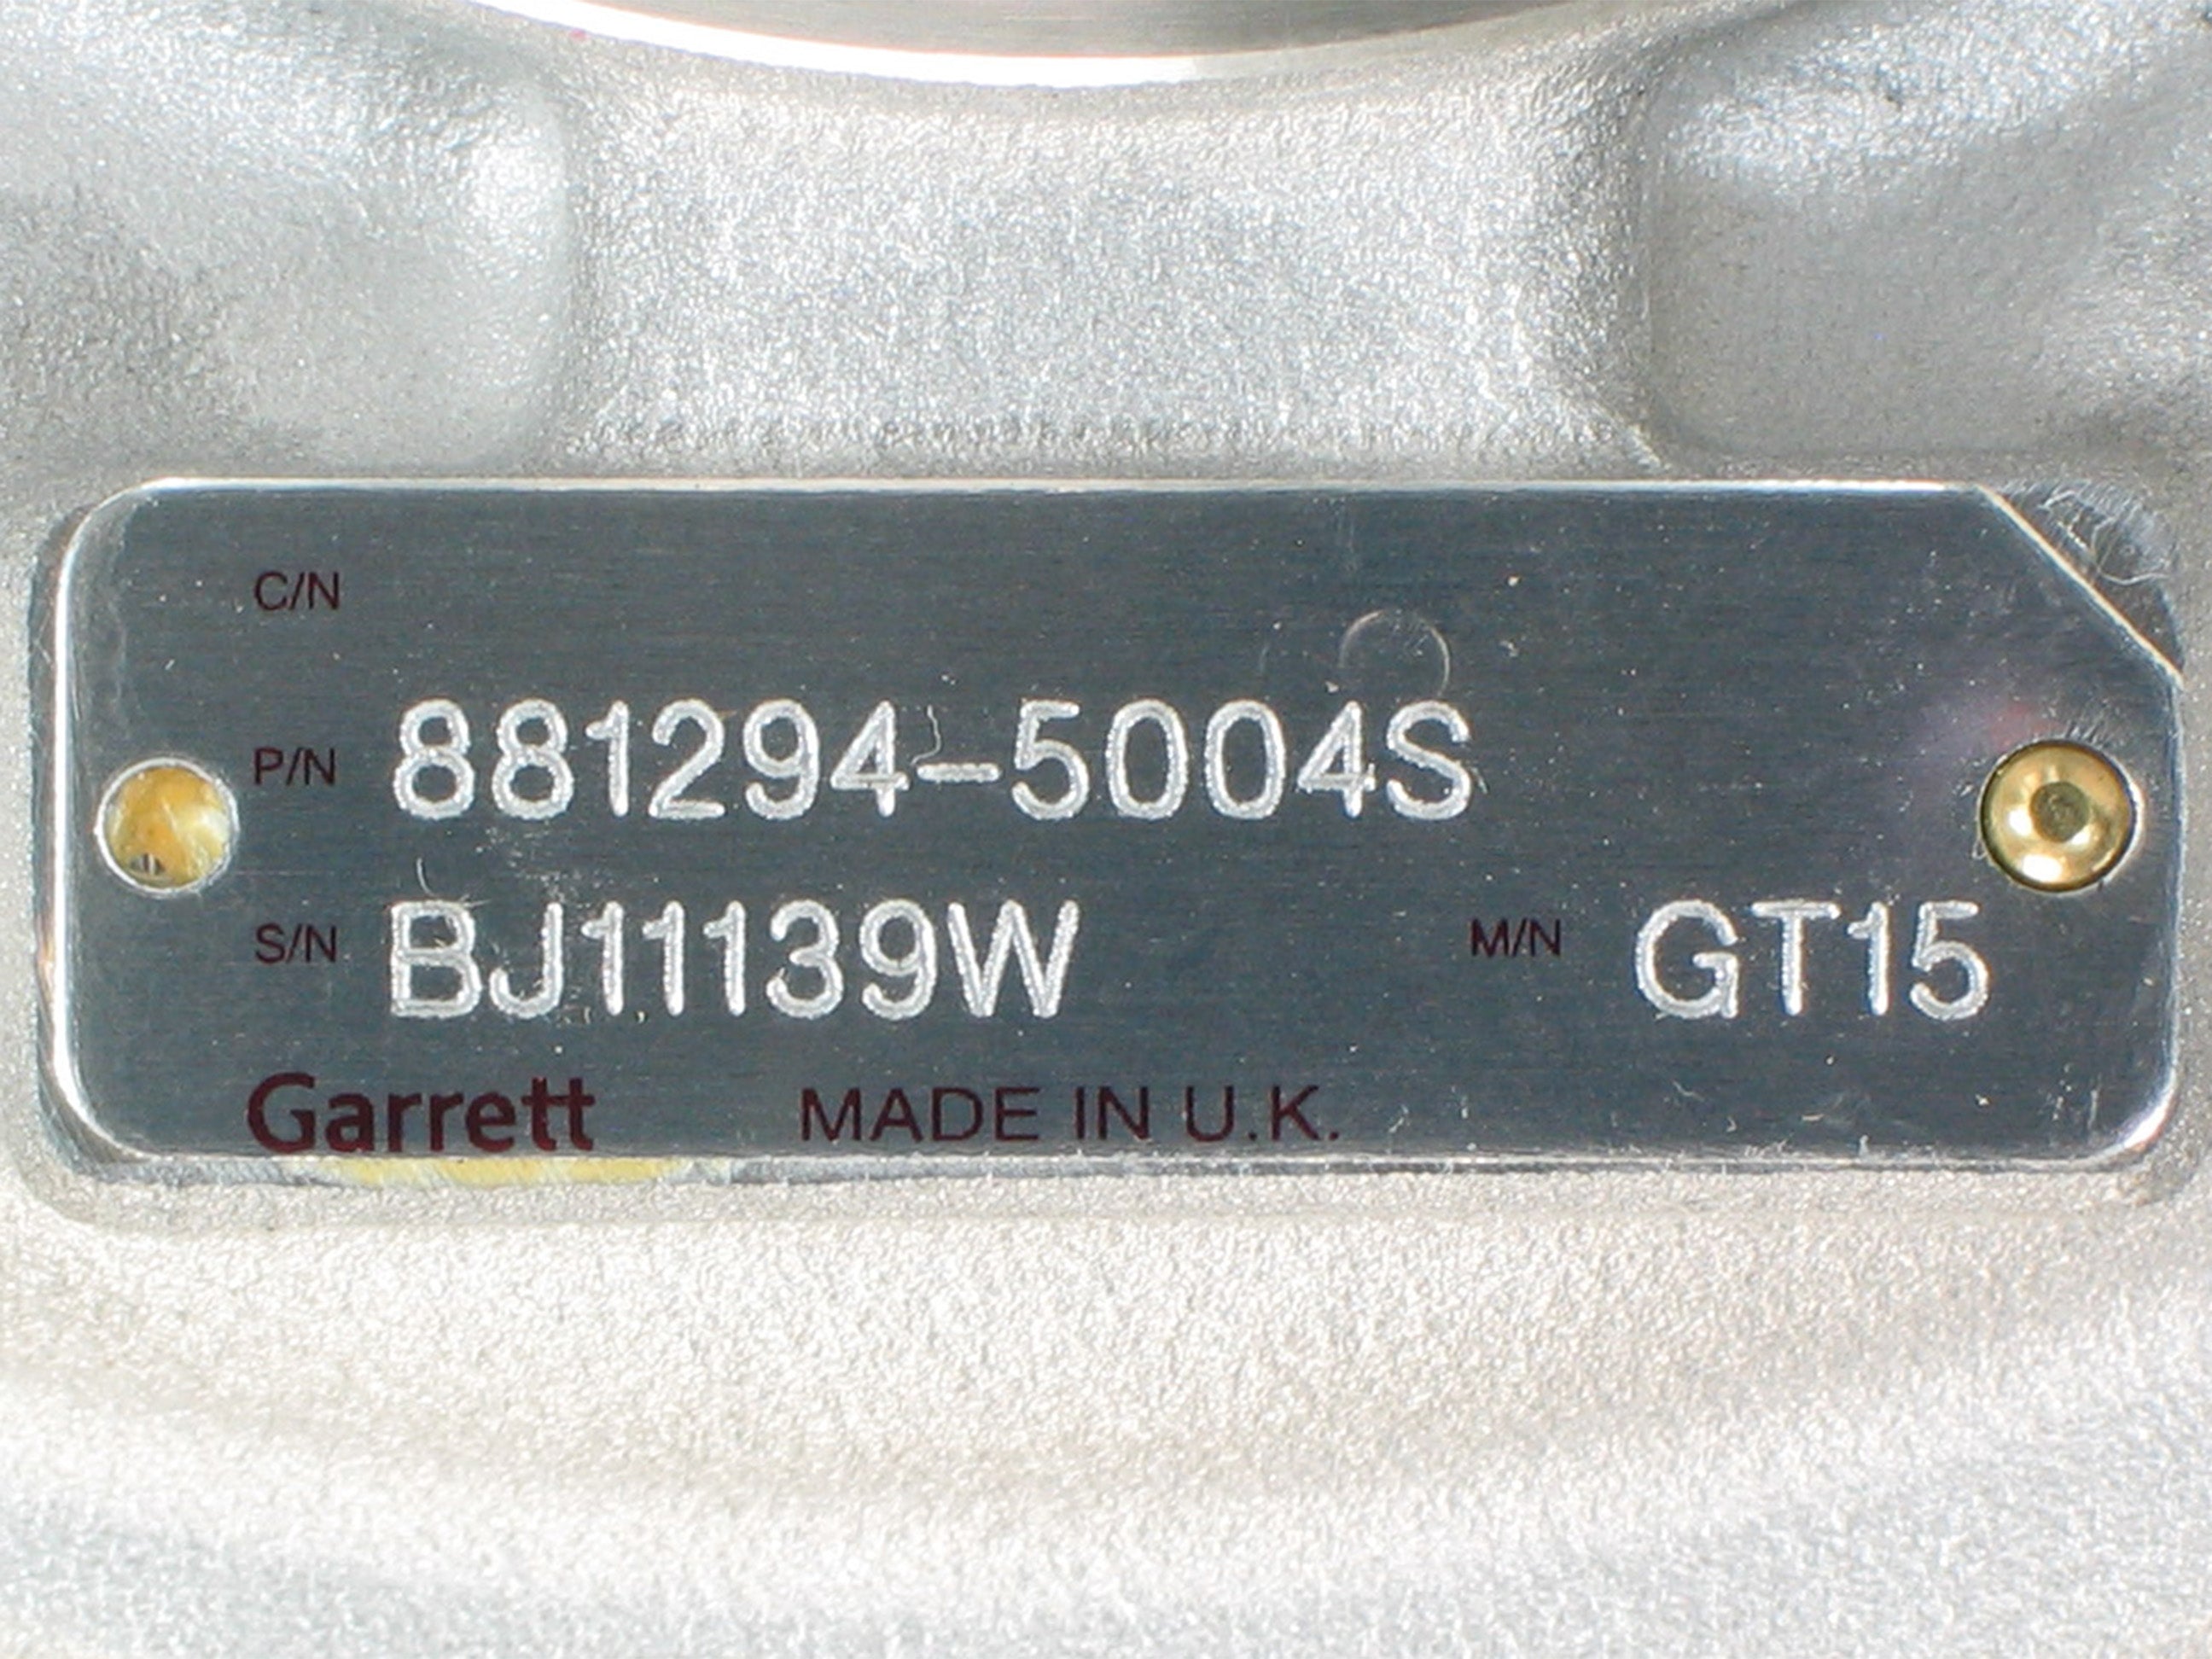 C/N
P/N 881294-5004S
S/N BJ11139W M/N GT15
Garrett MADE IN U.K.